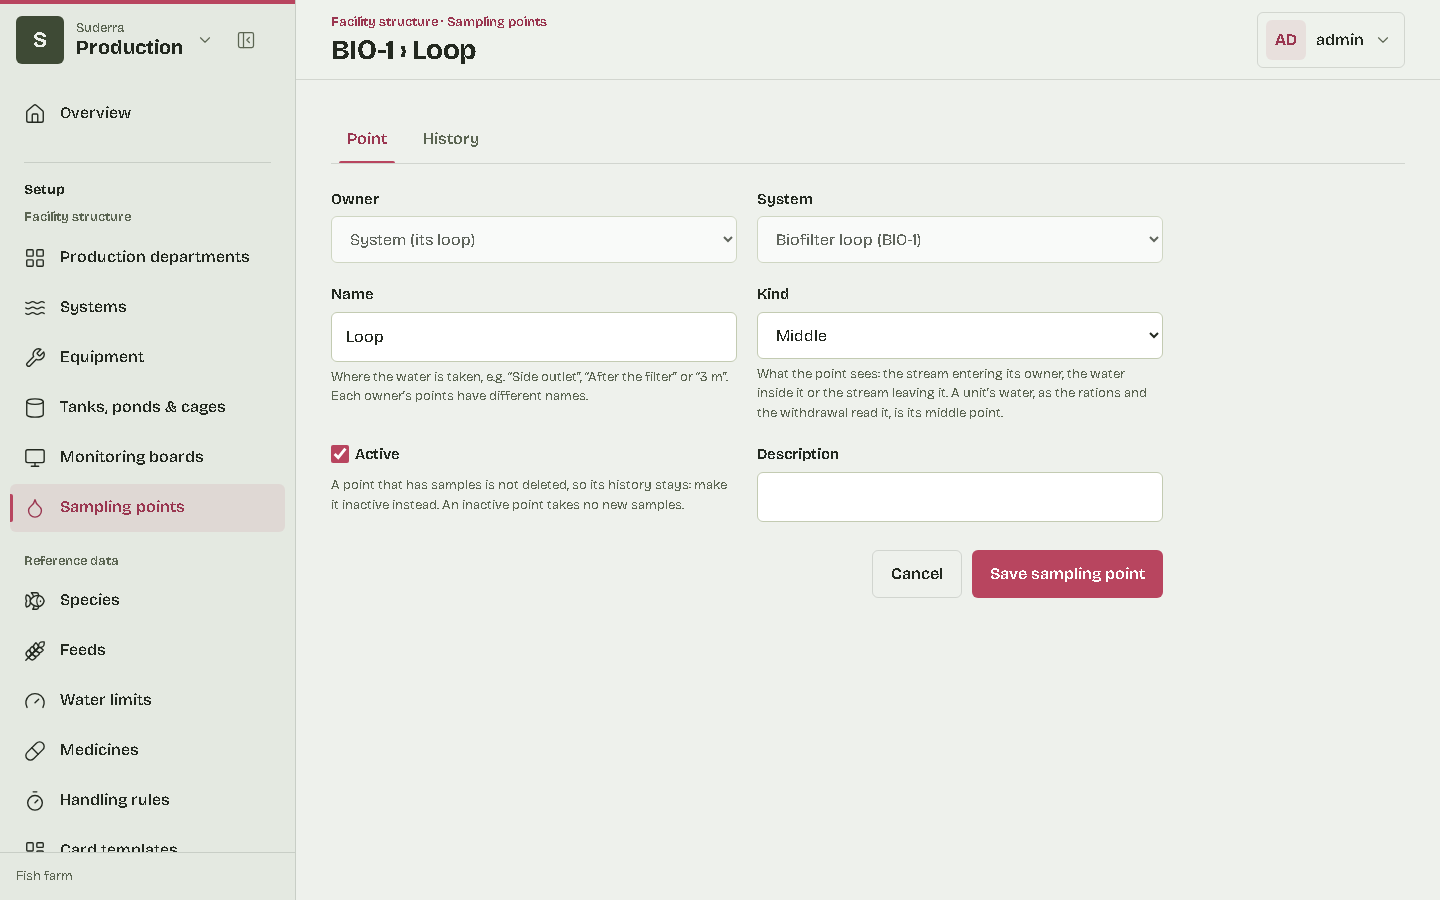 S
Suderra
Production
Overview
Setup
Facility structure
Production departments
Systems
Equipment
Tanks, ponds & cages
Monitoring boards
Sampling points
Reference data
Species
Feeds
Water limits
Medicines
Handling rules
Card templates
Fish farm
Facility structure · Sampling points
BIO-1 › Loop
AD
admin
Point
History
Owner
System (its loop)
System
Biofilter loop (BIO-1)
Name
Loop
Where the water is taken, e.g. “Side outlet”, “After the filter” or “3 m”.
Each owner’s points have different names.
Kind
Middle
What the point sees: the stream entering its owner, the water
inside it or the stream leaving it. A unit’s water, as the rations and
the withdrawal read it, is its middle point.
Active
A point that has samples is not deleted, so its history stays: make
it inactive instead. An inactive point takes no new samples.
Description
Cancel
Save sampling point